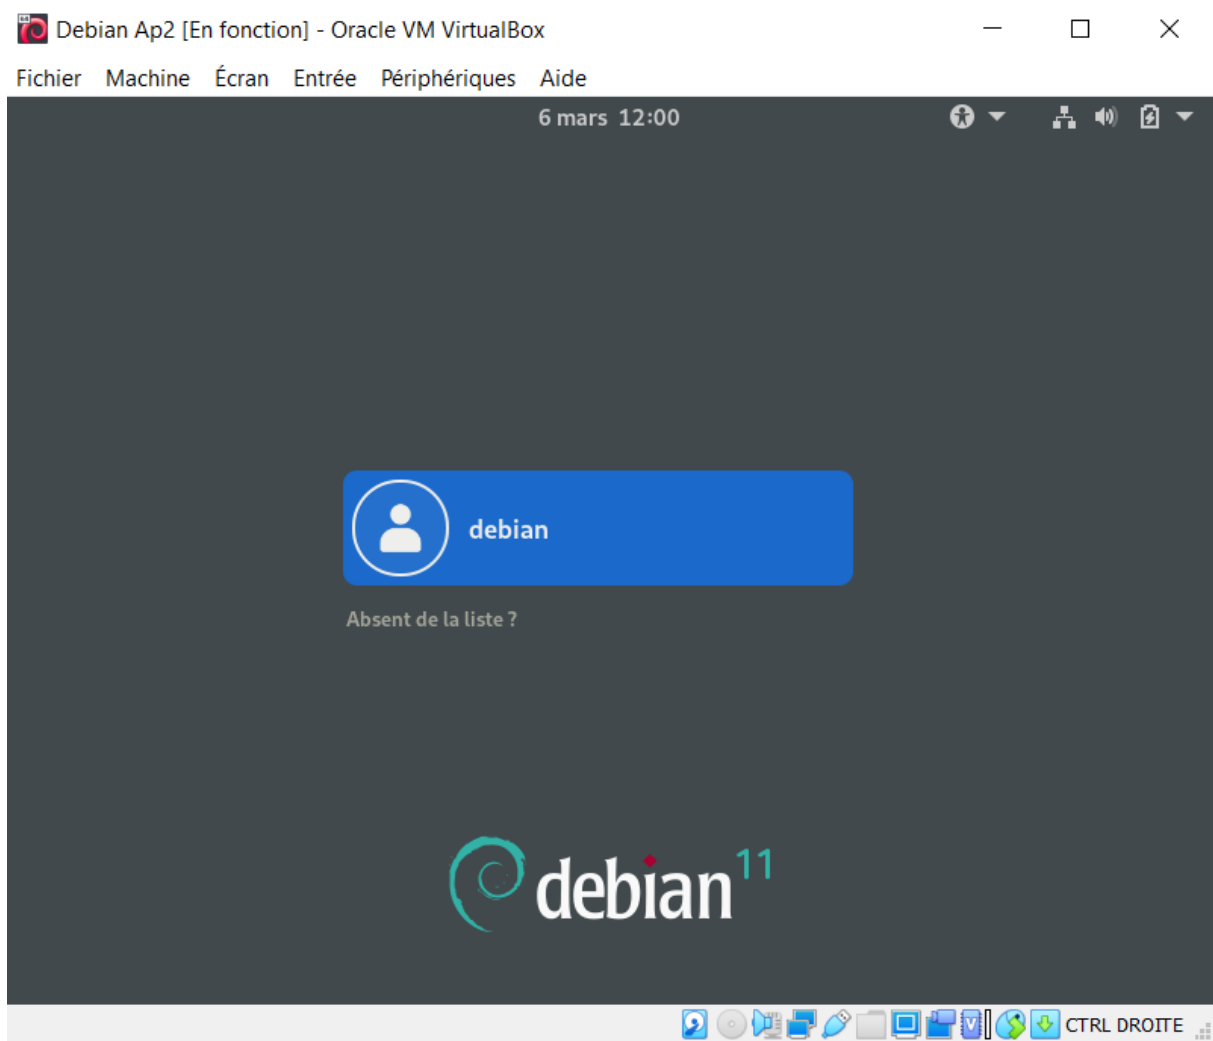 Debian Ap2 [En fonction] - Oracle VM VirtualBox
Fichier Machine Écran Entrée Périphériques Aide
6 mars 12:00
debian
Absent de la liste ?
debian 11
CTRL DROITE